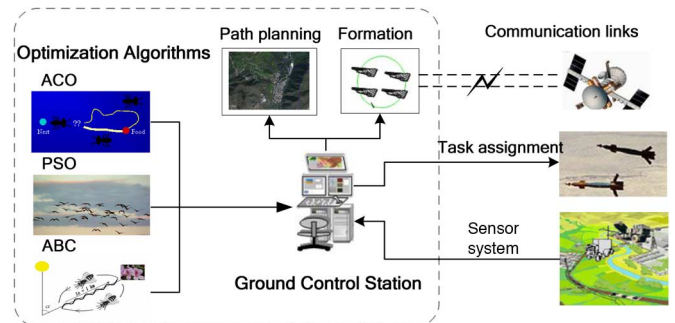 Path planning
Formation
Communication links
Optimization Algorithms
ACO
Nest
??
Food
PSO
ABC
Task assignment
Sensor
system
Ground Control Station